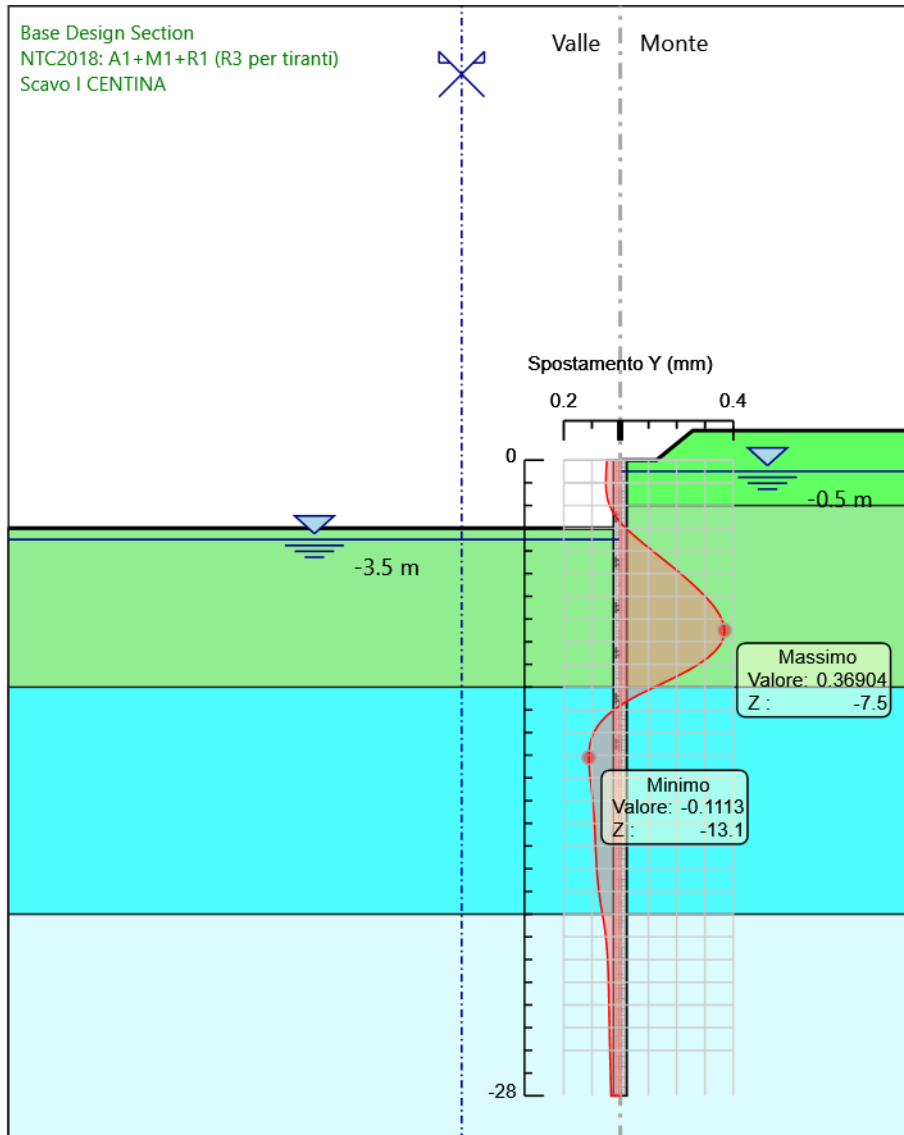 Base Design Section
NTC2018: A1+M1+R1 (R3 per tiranti)
Scavo I CENTINA
Valle
Monte
Spostamento Y (mm)
0.2
0.4
0
-0.5 m
-3.5 m
Massimo
Valore: 0.36904
Z : -7.5
Minimo
Valore: -0.1113
Z : -13.1
-28